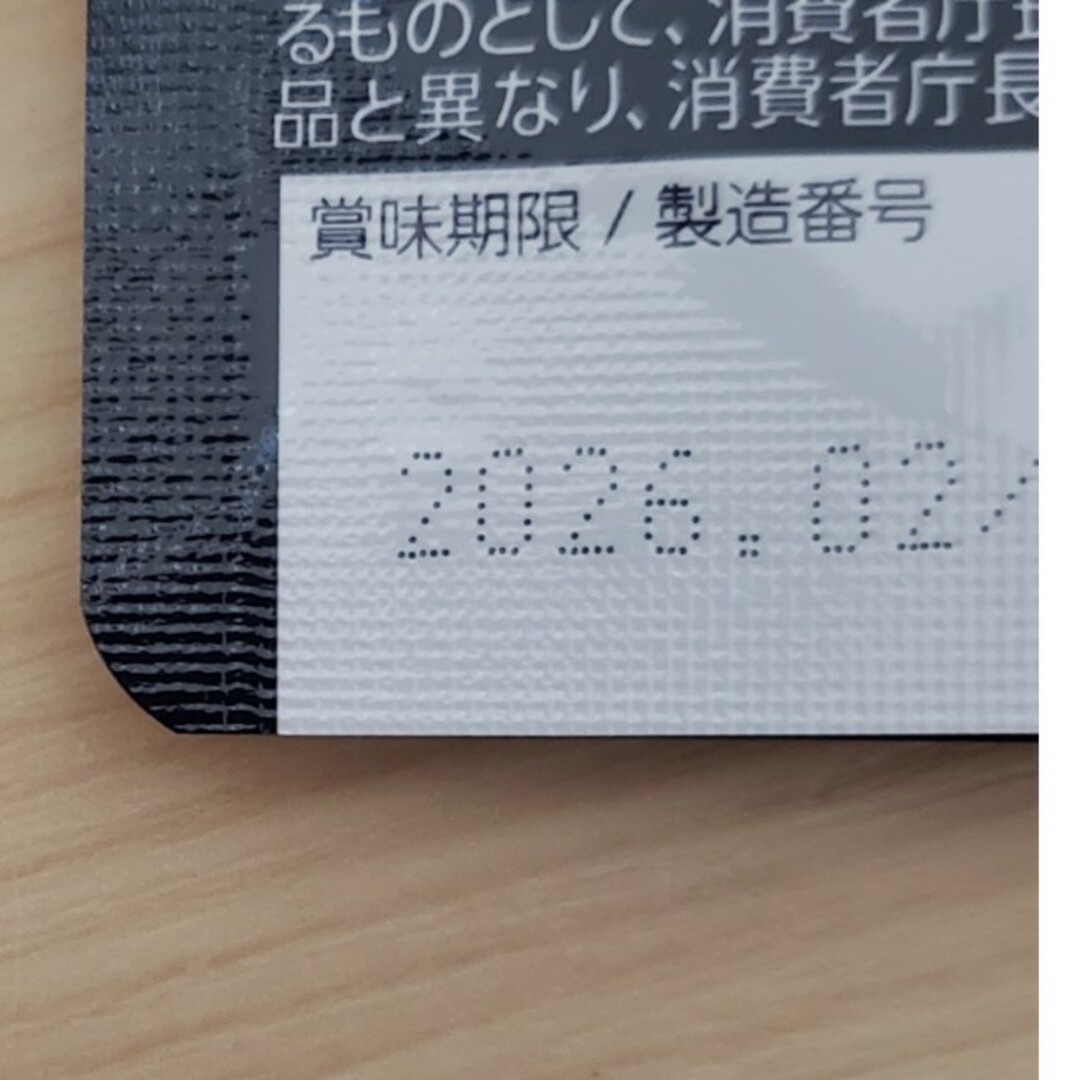 るものとして、消費者庁長
品と異なり、消費者庁長
賞味期限 / 製造番号
2026.02/